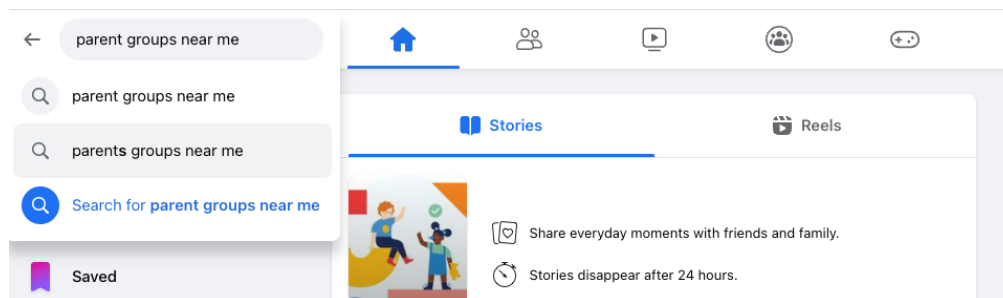 parent groups near me
parent groups near me
parents groups near me
Search for parent groups near me
Saved
Stories
Reels
Share everyday moments with friends and family.
Stories disappear after 24 hours.